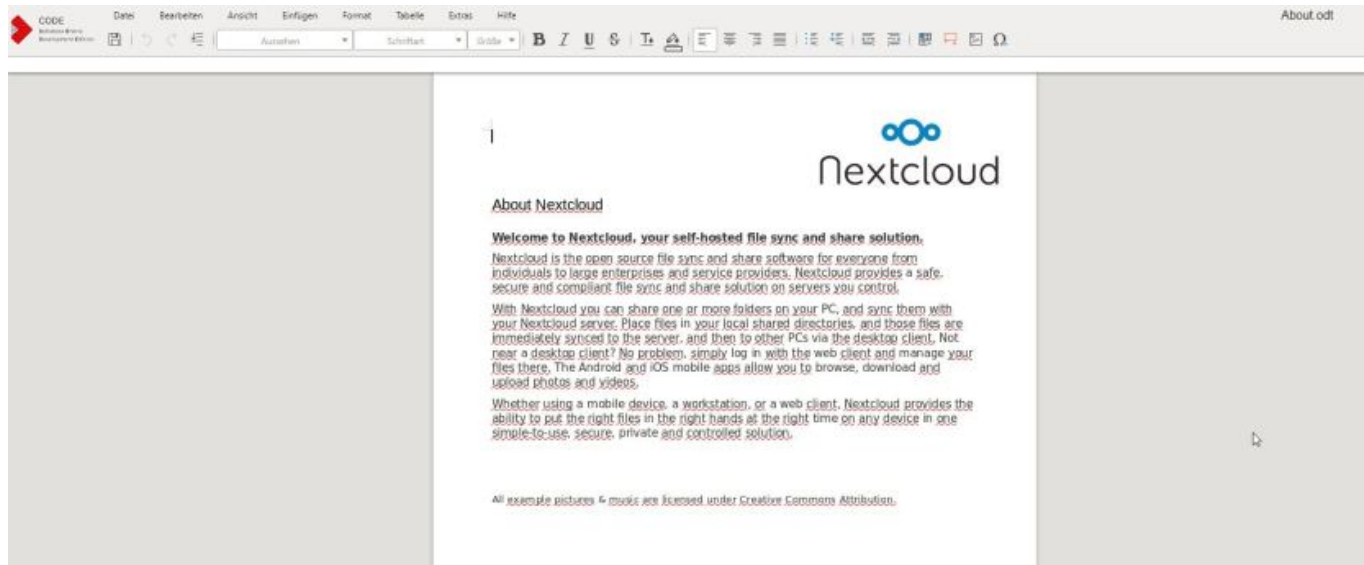 CODE
Datei Bearbeiten Ansicht Einfügen Format Tabelle Extras Hilfe
About.odt
Aussehen Schriftart Größe
B I U S
Nextcloud
About Nextcloud
Welcome to Nextcloud, your self-hosted file sync and share solution.
Nextcloud is the open source file sync and share software for everyone from
individuals to large enterprises and service providers. Nextcloud provides a safe,
secure and compliant file sync and share solution on servers you control.
With Nextcloud you can share one or more folders on your PC, and sync them with
your Nextcloud server. Place files in your local shared directories, and those files are
immediately synced to the server, and then to other PCs via the desktop client. Not
near a desktop client? No problem, simply log in with the web client and manage your
files there. The Android and iOS mobile apps allow you to browse, download and
upload photos and videos.
Whether using a mobile device, a workstation, or a web client, Nextcloud provides the
ability to put the right files in the right hands at the right time on any device in one
simple-to-use, secure, private and controlled solution.
All example pictures & music are licensed under Creative Commons Attribution.